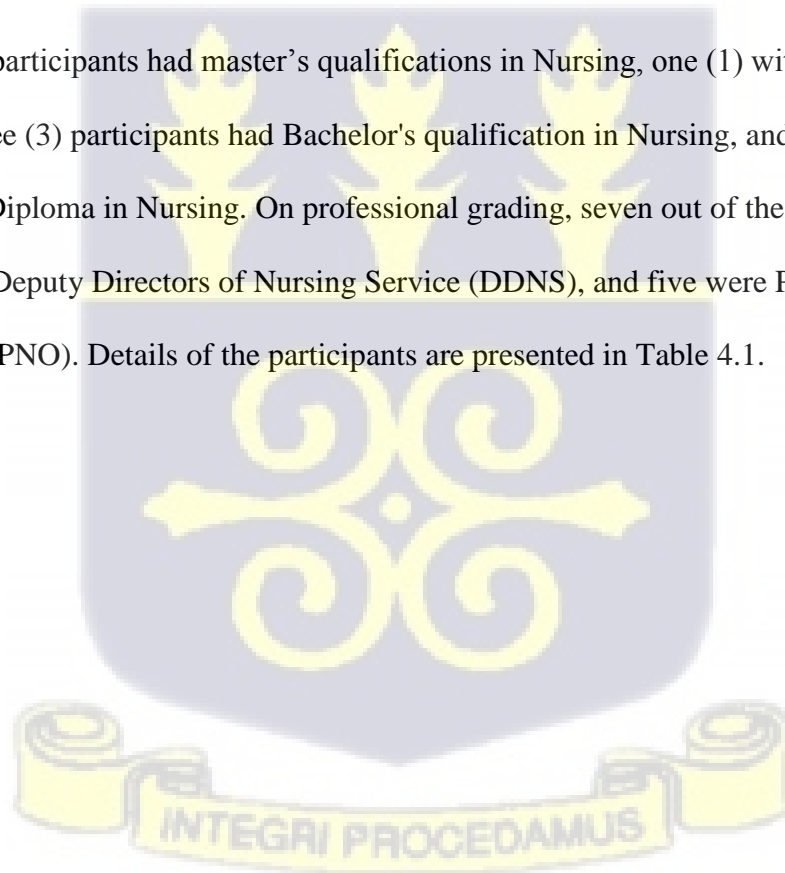 participants had master’s qualifications in Nursing, one (1) wi
ee (3) participants had Bachelor's qualification in Nursing, and
Diploma in Nursing. On professional grading, seven out of the
Deputy Directors of Nursing Service (DDNS), and five were
PNO). Details of the participants are presented in Table 4.1.
INTEGRI PROCEDAMUS